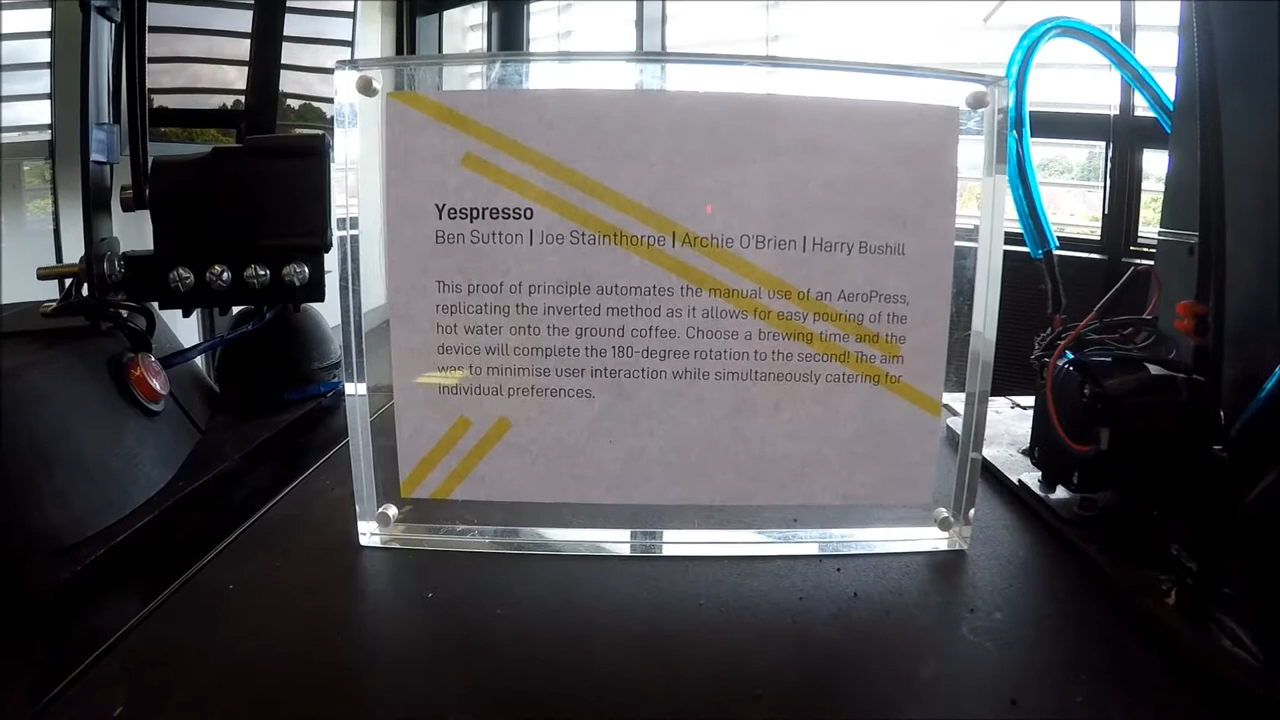 Yespresso
Ben Sutton | Joe Stainthorpe | Archie O'Brien | Harry Bushill
This proof of principle automates the manual use of an AeroPress,
replicating the inverted method as it allows for easy pouring of the
hot water onto the ground coffee. Choose a brewing time and the
device will complete the 180-degree rotation to the second! The aim
was to minimise user interaction while simultaneously catering for
individual preferences.